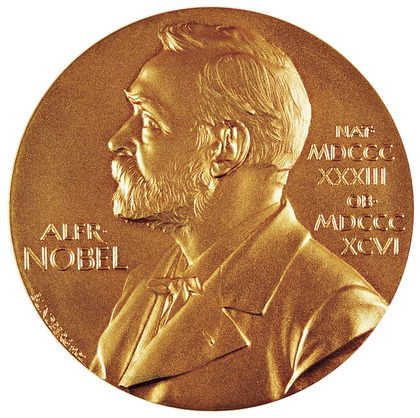 ALFR·
NOBEL
NAT·
MDCCC
XXXIII
OB·
MDCCC
XCVI